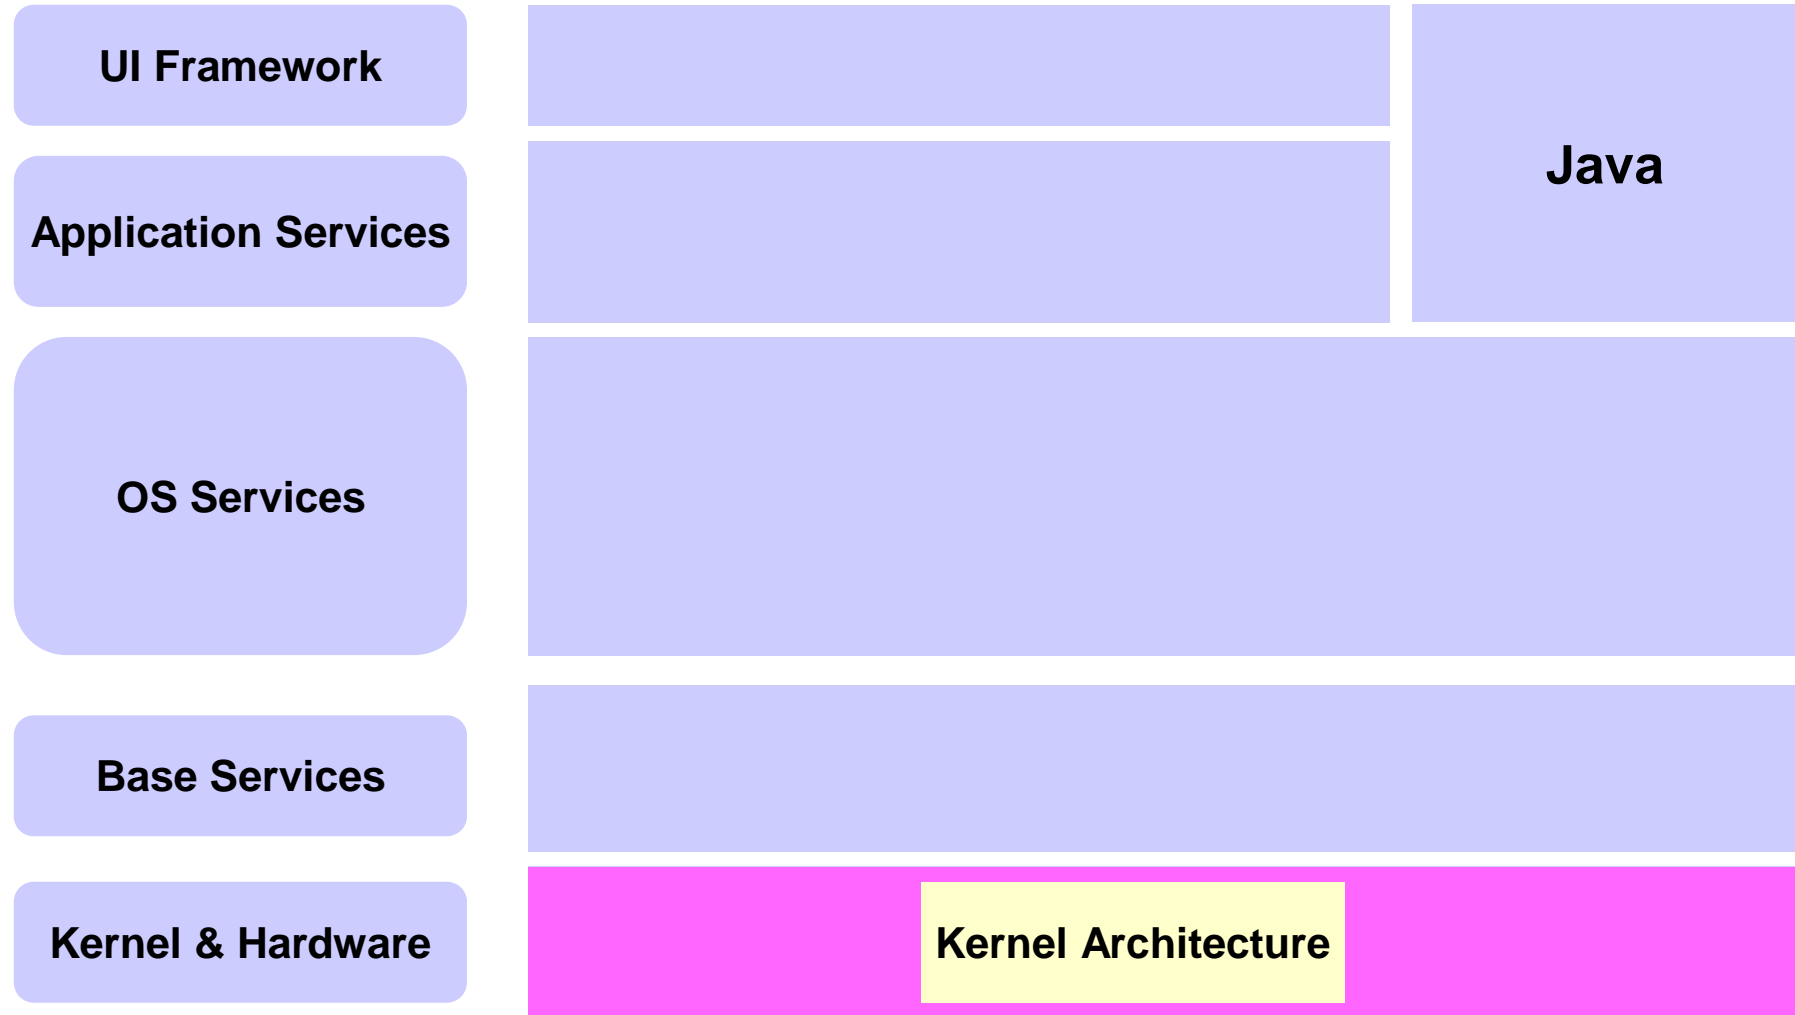 UI Framework
Java
Application Services
OS Services
Base Services
Kernel & Hardware
Kernel Architecture